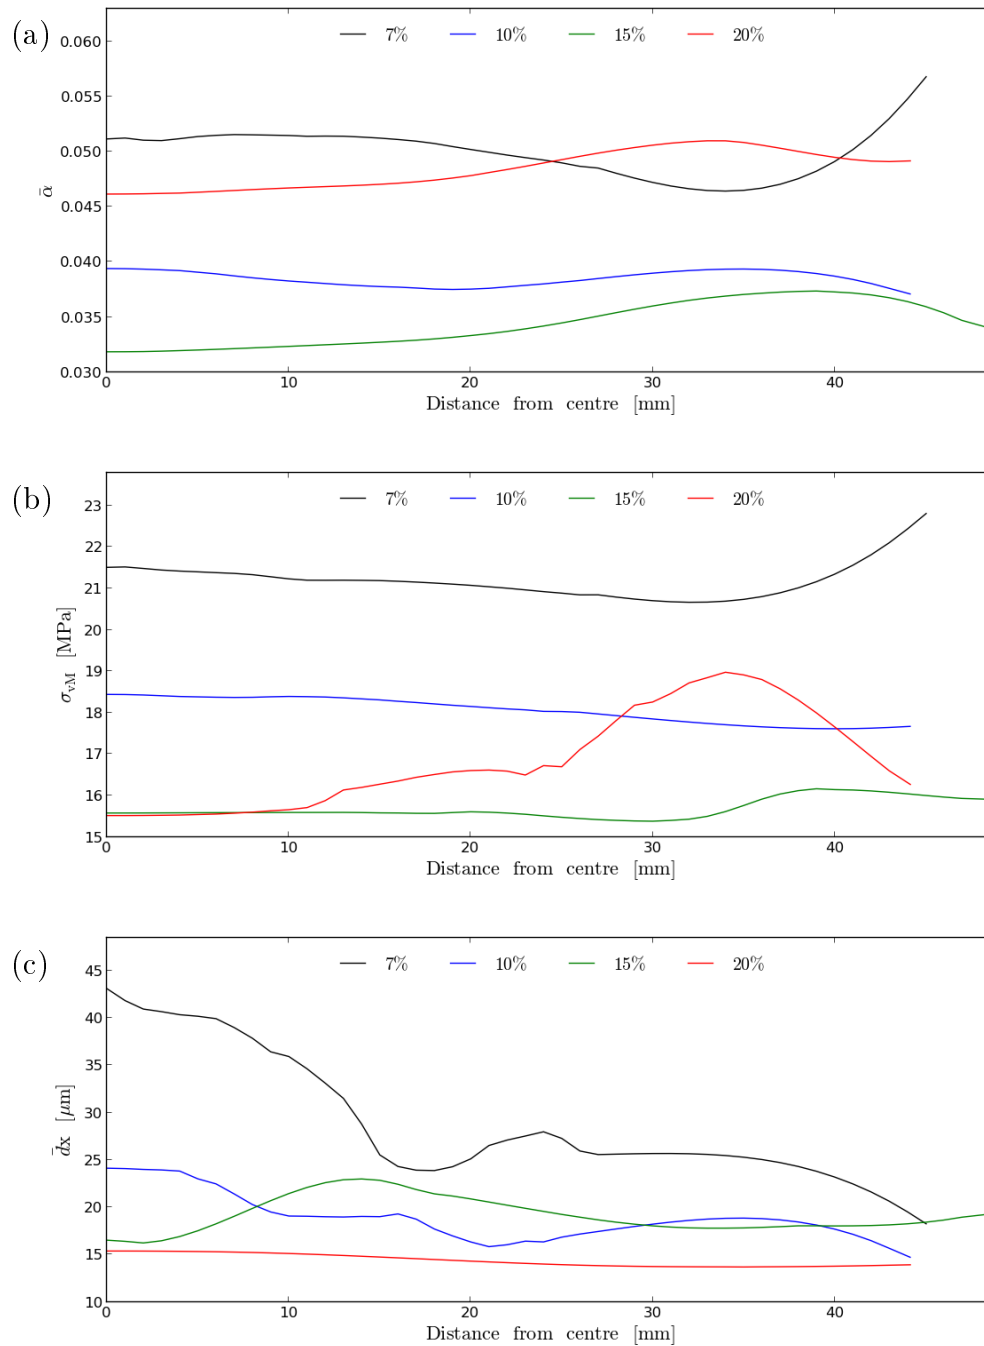 (a)
7% 10% 15% 20%
0.060
0.055
0.050
0.045
0.040
0.035
0.030
ᾱ
0 10 20 30 40
Distance from centre [mm]
(b)
7% 10% 15% 20%
23
22
21
20
19
18
17
16
15
σvM [MPa]
0 10 20 30 40
Distance from centre [mm]
(c)
7% 10% 15% 20%
45
40
35
30
25
20
15
10
d̄x [μm]
0 10 20 30 40
Distance from centre [mm]